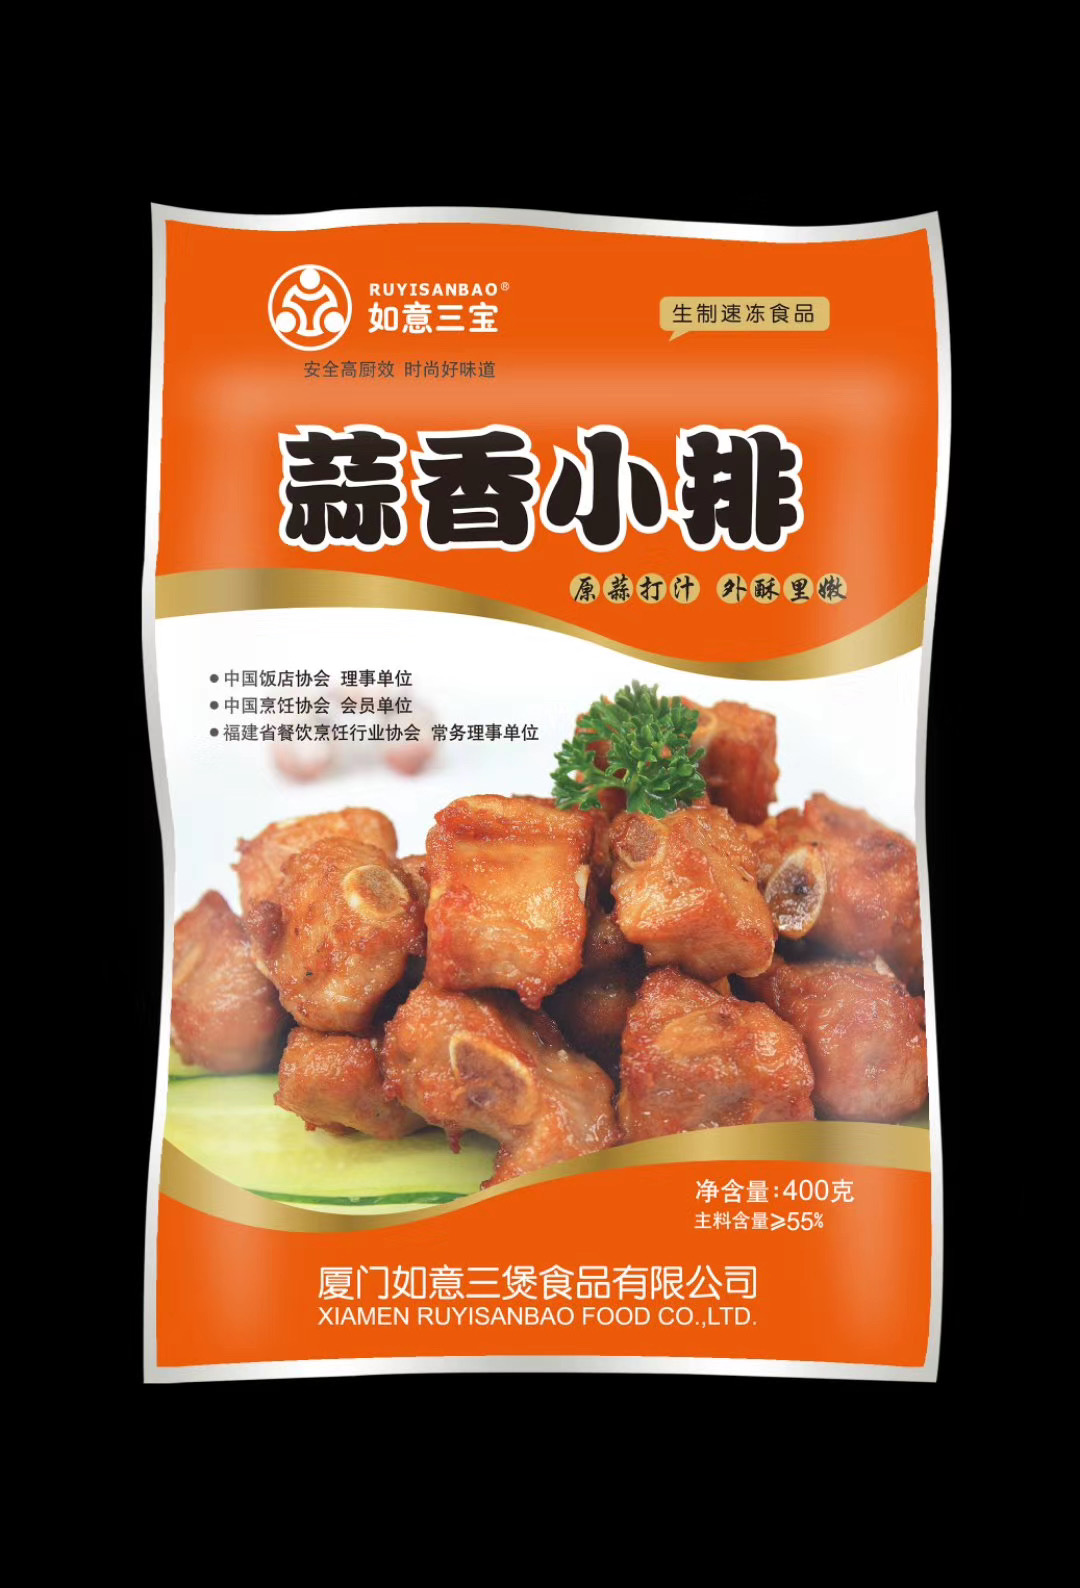 RUYISANBAO®
如意三宝
生制速冻食品
安全高厨效 时尚好味道
蒜香小排
原蒜打汁 外酥里嫩
●中国饭店协会 理事单位
●中国烹饪协会 会员单位
●福建省餐饮烹饪行业协会 常务理事单位
净含量:400克
主料含量≥55%
厦门如意三煲食品有限公司
XIAMEN RUYISANBAO FOOD CO.,LTD.